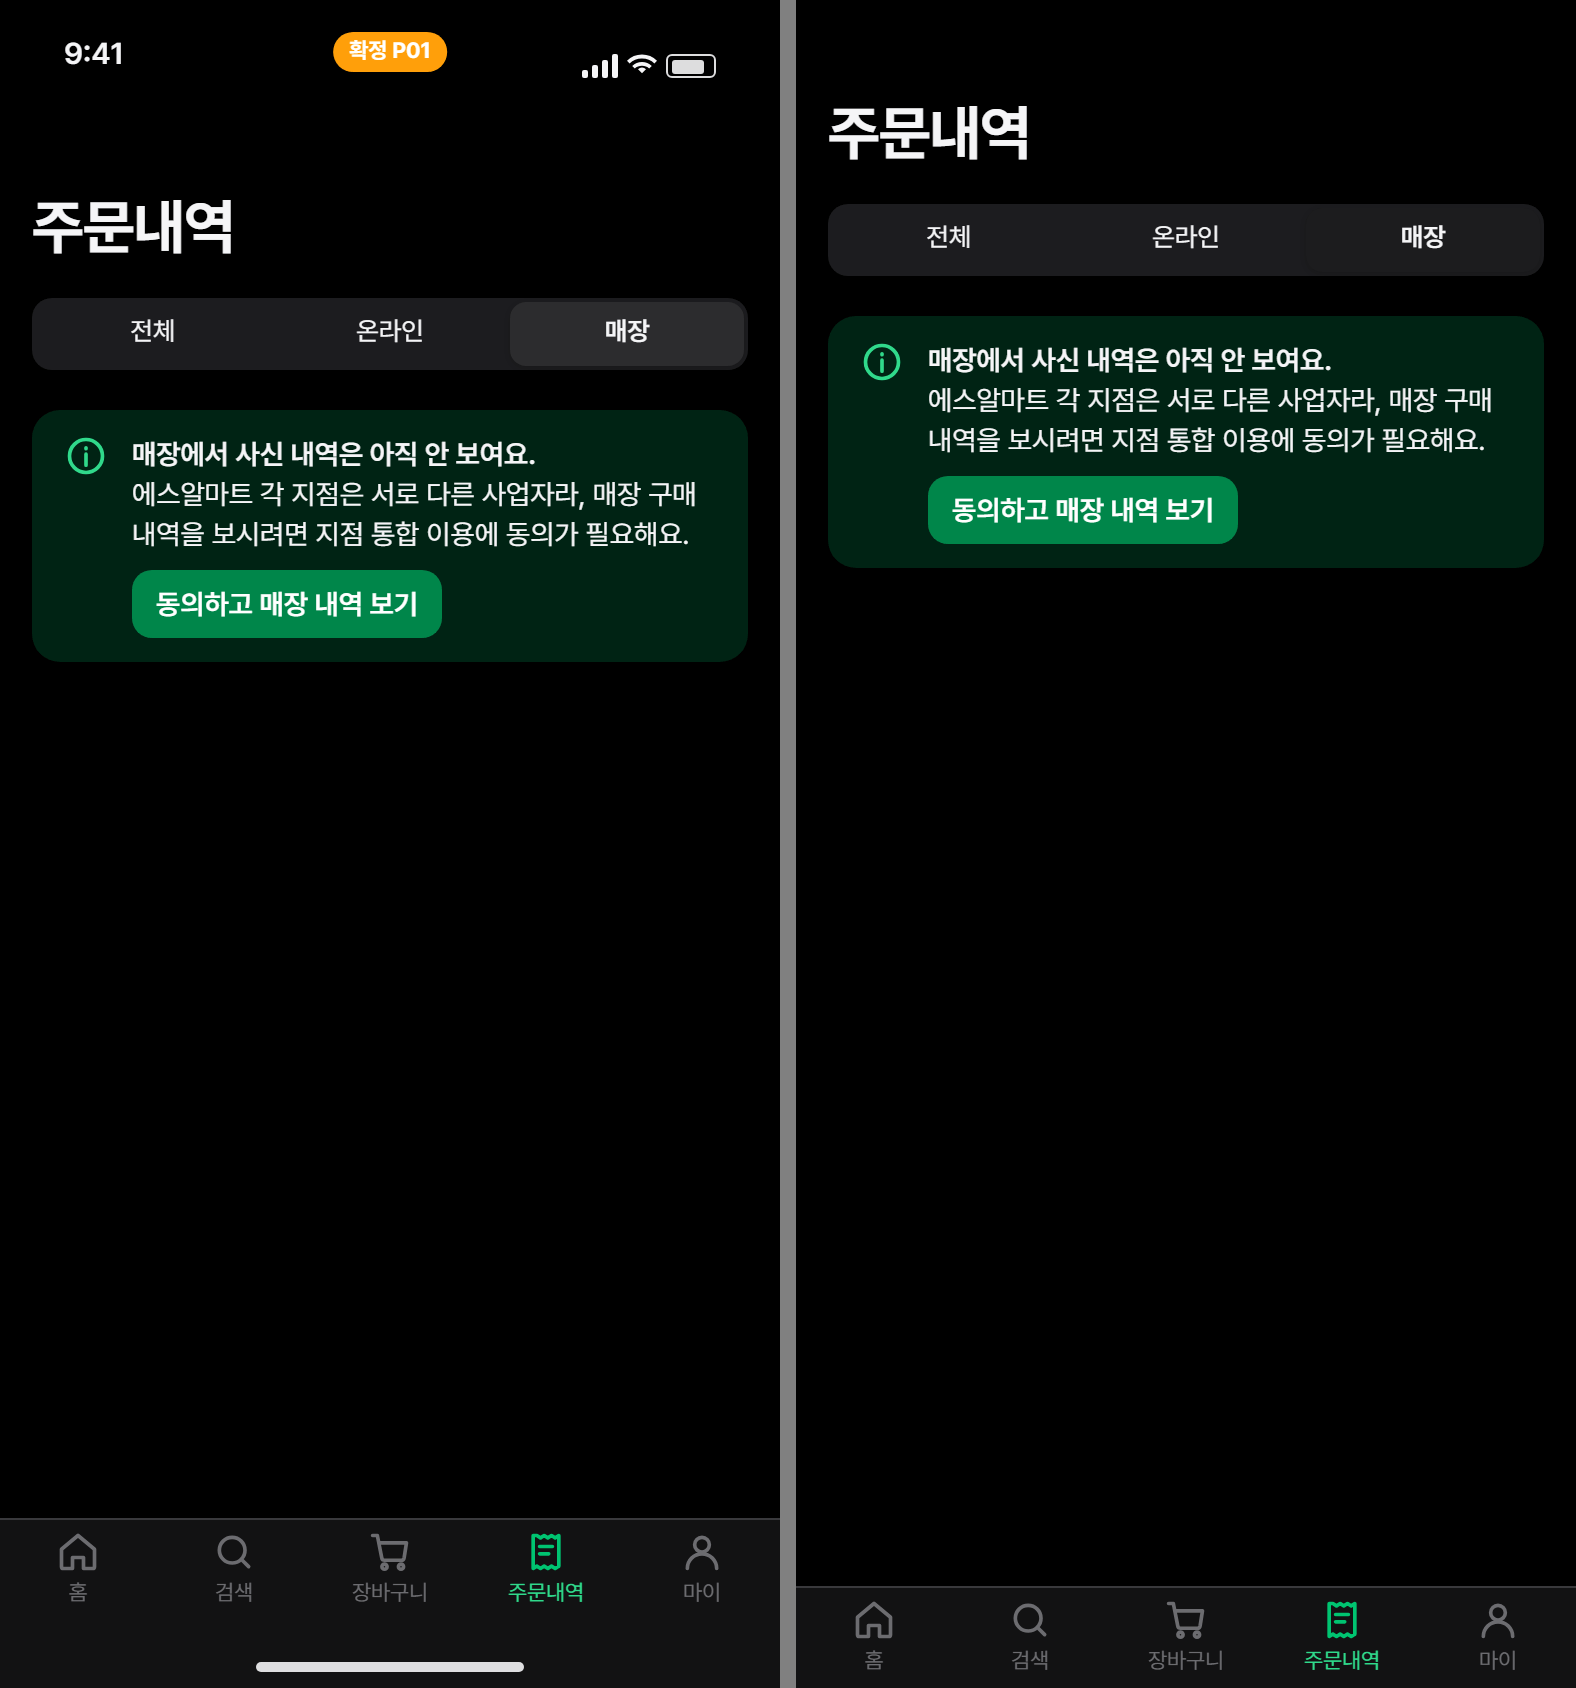 9:41
확정 P01
주문내역
전체 온라인 매장
매장에서 사신 내역은 아직 안 보여요.
에스알마트 각 지점은 서로 다른 사업자라, 매장 구매
내역을 보시려면 지점 통합 이용에 동의가 필요해요.
동의하고 매장 내역 보기
홈 검색 장바구니 주문내역 마이
주문내역
전체 온라인 매장
매장에서 사신 내역은 아직 안 보여요.
에스알마트 각 지점은 서로 다른 사업자라, 매장 구매
내역을 보시려면 지점 통합 이용에 동의가 필요해요.
동의하고 매장 내역 보기
홈 검색 장바구니 주문내역 마이